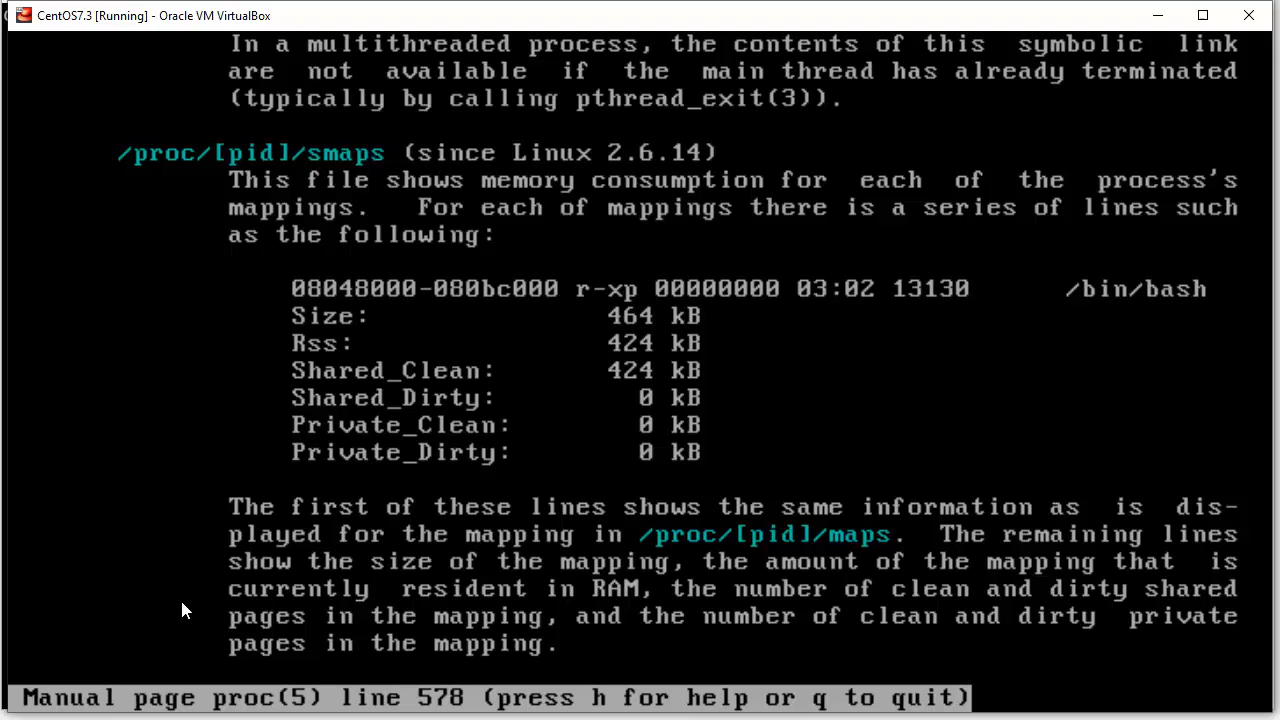 CentOS7.3 [Running] - Oracle VM VirtualBox
In a multithreaded process, the contents of this symbolic link
are not available if the main thread has already terminated
(typically by calling pthread_exit(3)).
/proc/[pid]/smaps (since Linux 2.6.14)
This file shows memory consumption for each of the process's
mappings. For each of mappings there is a series of lines such
as the following:
08048000-080bc000 r-xp 00000000 03:02 13130 /bin/bash
Size: 464 kB
Rss: 424 kB
Shared_Clean: 424 kB
Shared_Dirty: 0 kB
Private_Clean: 0 kB
Private_Dirty: 0 kB
The first of these lines shows the same information as is dis-
played for the mapping in /proc/[pid]/maps. The remaining lines
show the size of the mapping, the amount of the mapping that is
currently resident in RAM, the number of clean and dirty shared
pages in the mapping, and the number of clean and dirty private
pages in the mapping.
Manual page proc(5) line 578 (press h for help or q to quit)